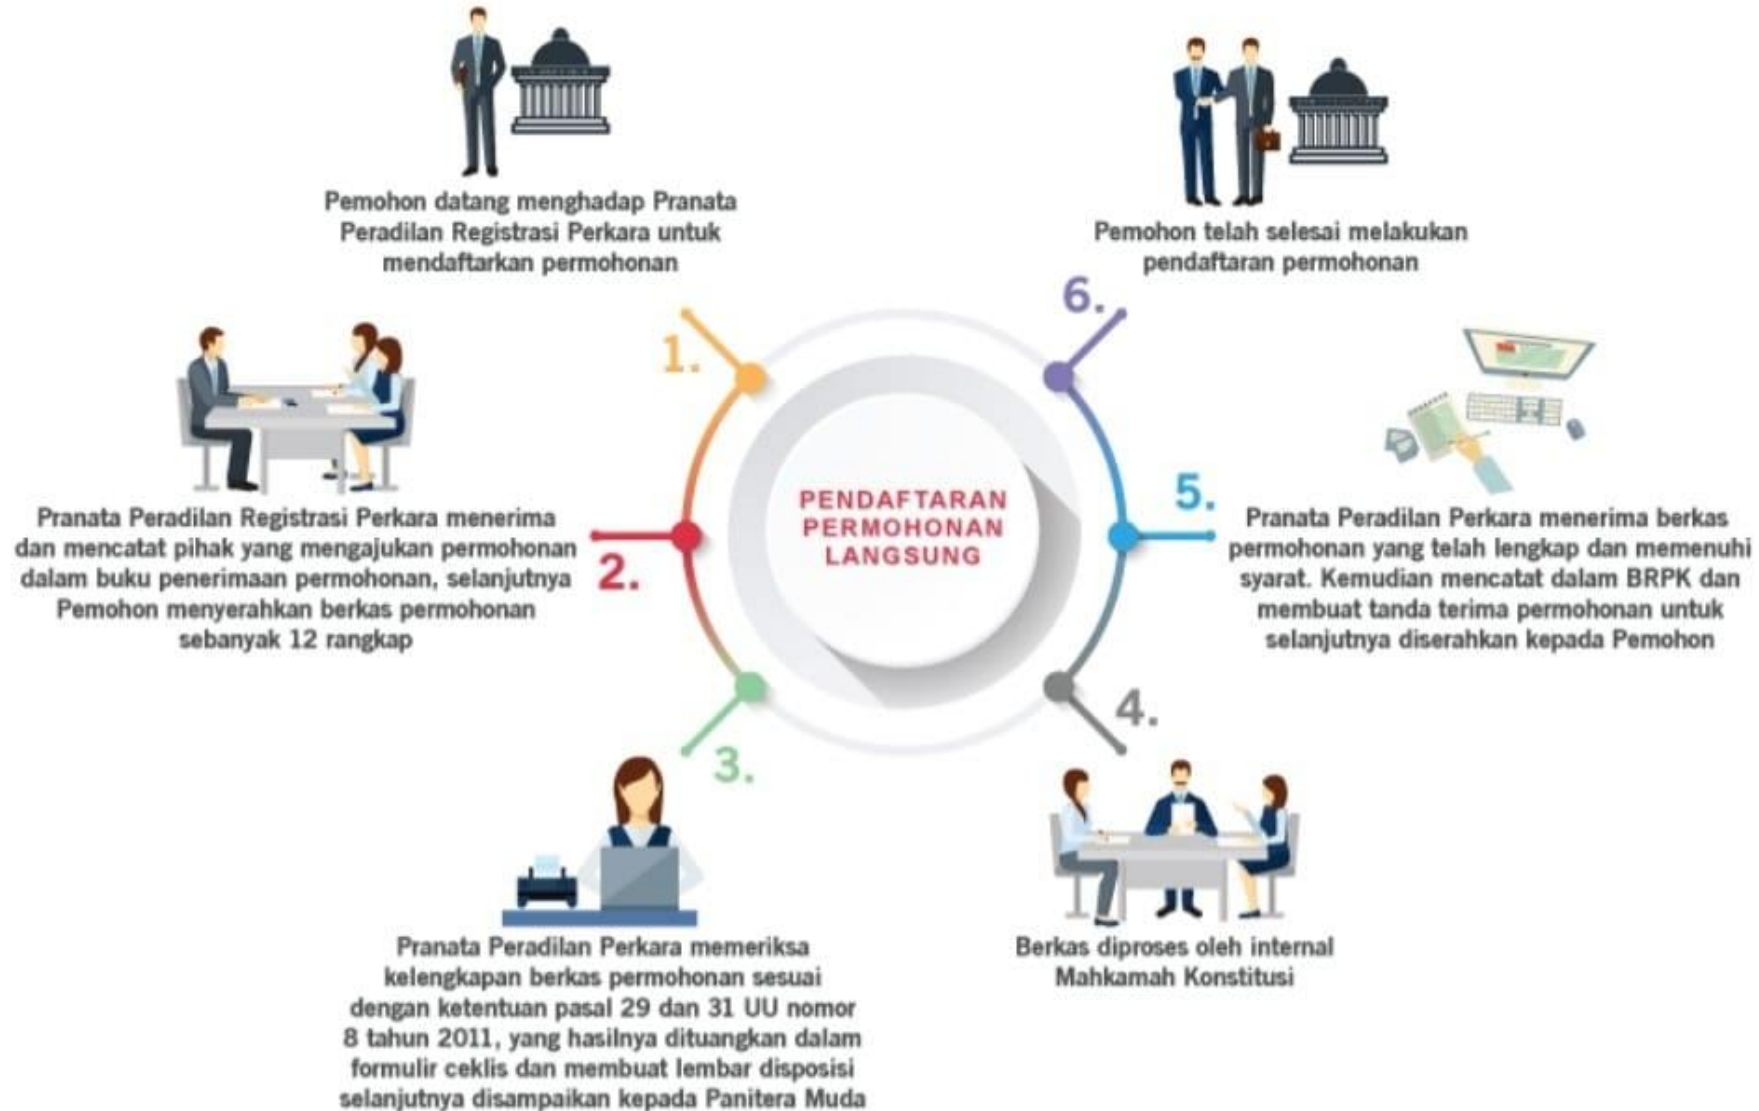 Pemohon datang menghadap Pranata
Peradilan Registrasi Perkara untuk
mendaftarkan permohonan
1.
Pranata Peradilan Registrasi Perkara menerima
dan mencatat pihak yang mengajukan permohonan
dalam buku penerimaan permohonan, selanjutnya
Pemohon menyerahkan berkas permohonan
sebanyak 12 rangkap
2.
3.
Pranata Peradilan Perkara memeriksa
kelengkapan berkas permohonan sesuai
dengan ketentuan pasal 29 dan 31 UU nomor
8 tahun 2011, yang hasilnya dituangkan dalam
formulir ceklis dan membuat lembar disposisi
selanjutnya disampaikan kepada Panitera Muda
PENDAFTARAN
PERMOHONAN
LANGSUNG
4.
Berkas diproses oleh internal
Mahkamah Konstitusi
5.
Pranata Peradilan Perkara menerima berkas
permohonan yang telah lengkap dan memenuhi
syarat. Kemudian mencatat dalam BRPK dan
membuat tanda terima permohonan untuk
selanjutnya diserahkan kepada Pemohon
Pemohon telah selesai melakukan
pendaftaran permohonan
6.